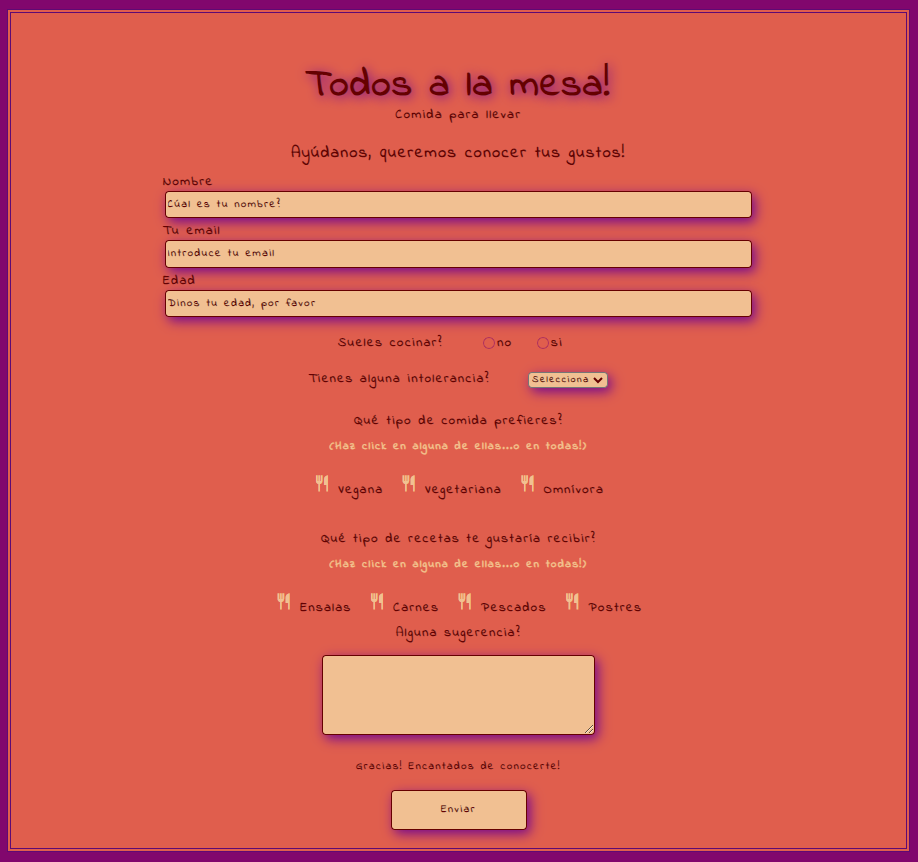 Todos a la mesa!
Comida para llevar
Ayúdanos, queremos conocer tus gustos!
Nombre
Cúal es tu nombre?
Tu email
introduce tu email
Edad
Dinos tu edad, por favor
Sueles cocinar? no si
Tienes alguna intolerancia? Selecciona
Qué tipo de comida prefieres?
(Haz click en alguna de ellas...o en todas!)
Vegana Vegetariana Omnívora
Qué tipo de recetas te gustaría recibir?
(Haz click en alguna de ellas...o en todas!)
Ensalas Carnes Pescados Postres
Alguna sugerencia?
Gracias! Encantados de conocerte!
Enviar